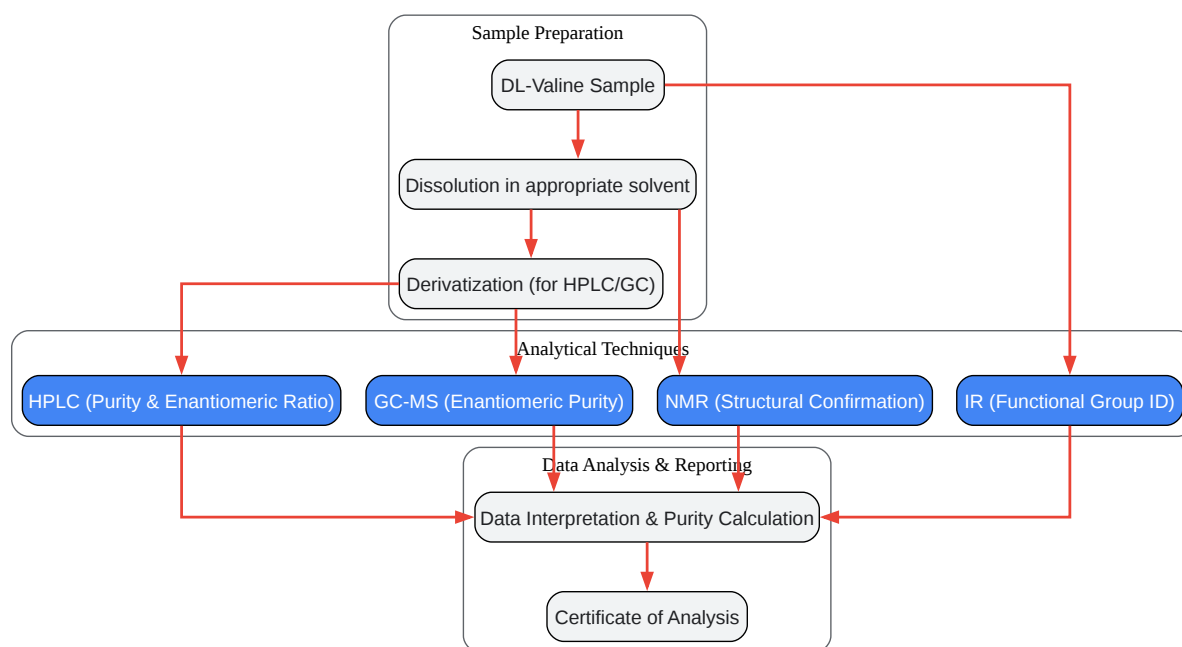 Sample Preparation
DL-Valine Sample
Dissolution in appropriate solvent
Derivatization (for HPLC/GC)
Analytical Techniques
HPLC (Purity & Enantiomeric Ratio)
GC-MS (Enantiomeric Purity)
NMR (Structural Confirmation)
IR (Functional Group ID)
Data Analysis & Reporting
Data Interpretation & Purity Calculation
Certificate of Analysis